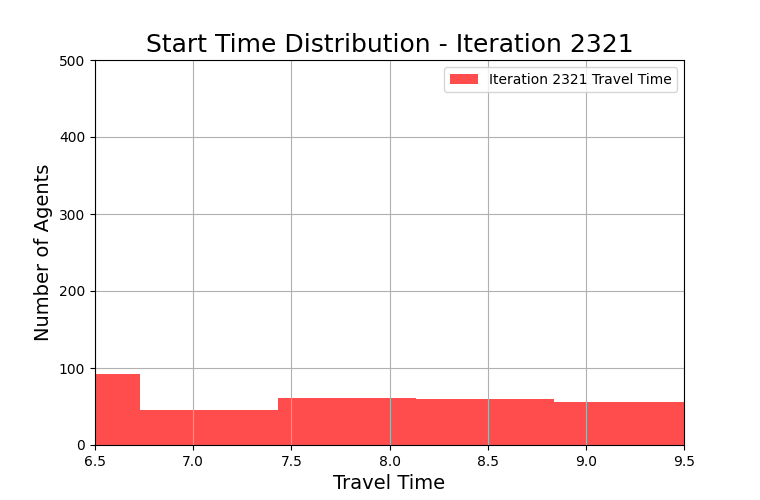 Start Time Distribution - Iteration 2321
500
400
300
200
100
0
Number of Agents
Iteration 2321 Travel Time
6.5 7.0 7.5 8.0 8.5 9.0 9.5
Travel Time